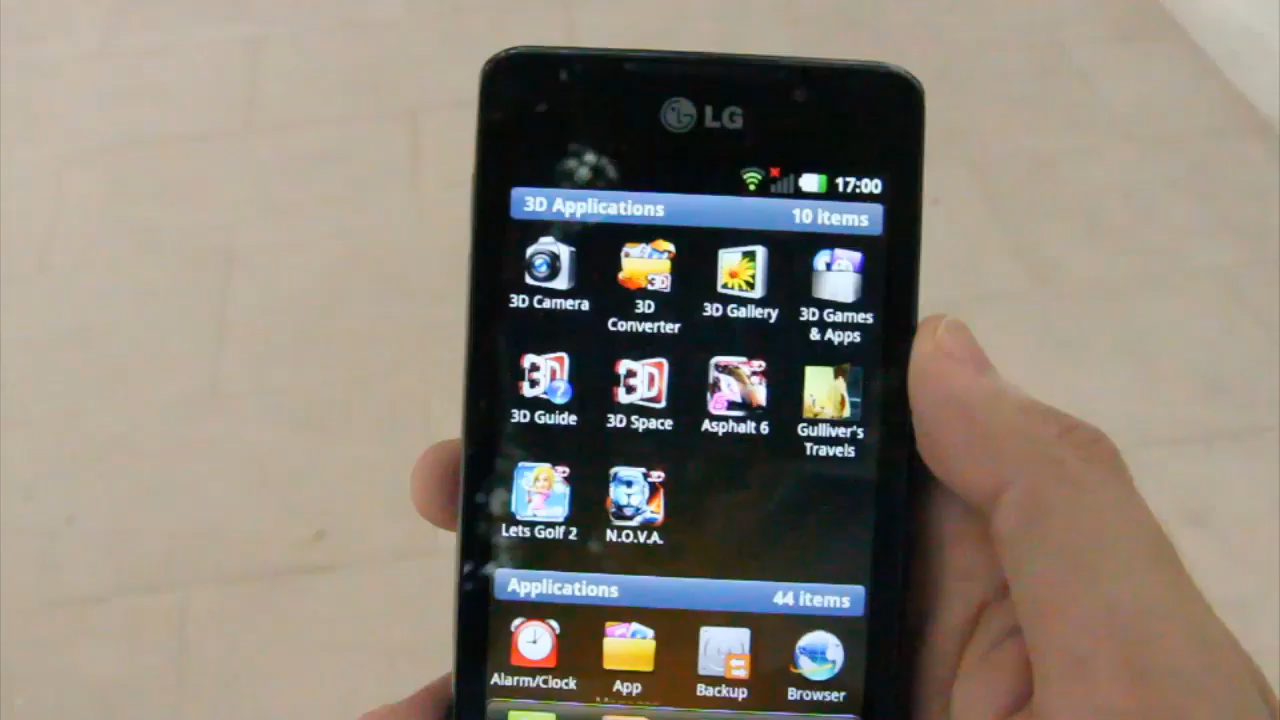 LG
17:00
3D Applications 10 items
3D Camera
3D
Converter
3D Gallery
3D Games
& Apps
3D Guide
3D Space
Asphalt 6
Gulliver's
Travels
Lets Golf 2
N.O.V.A.
Applications 44 items
Alarm/Clock
App
Backup
Browser